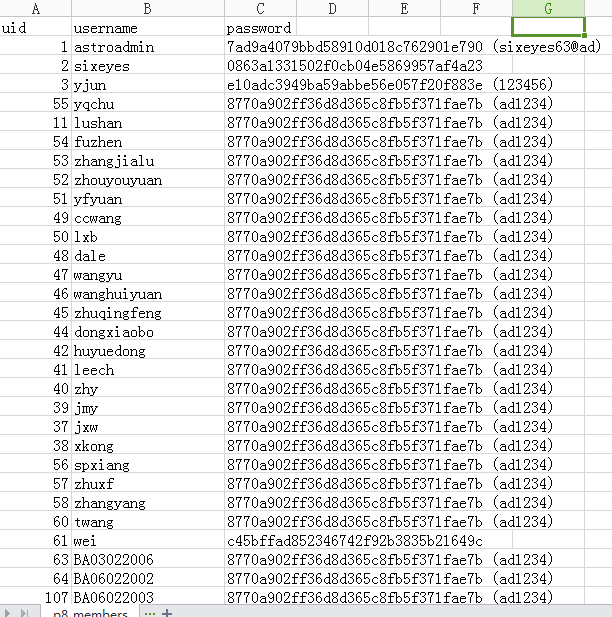 A B C D E F G
uid username password
1 astroadmin 7ad9a4079bbd58910d018c762901e790 (sixeyes63@ad)
2 sixeyes 0863a1331502f0cb04e5869957af4a23
3 yjun e10adc3949ba59abbe56e057f20f883e (123456)
55 yqchu 8770a902ff36d8d365c8fb5f371fae7b (ad1234)
11 lushan 8770a902ff36d8d365c8fb5f371fae7b (ad1234)
54 fuzhen 8770a902ff36d8d365c8fb5f371fae7b (ad1234)
53 zhangjialu 8770a902ff36d8d365c8fb5f371fae7b (ad1234)
52 zhouyouyuan 8770a902ff36d8d365c8fb5f371fae7b (ad1234)
51 yfyuan 8770a902ff36d8d365c8fb5f371fae7b (ad1234)
49 ccwang 8770a902ff36d8d365c8fb5f371fae7b (ad1234)
50 lxb 8770a902ff36d8d365c8fb5f371fae7b (ad1234)
48 dale 8770a902ff36d8d365c8fb5f371fae7b (ad1234)
47 wangyu 8770a902ff36d8d365c8fb5f371fae7b (ad1234)
46 wanghuiyuan 8770a902ff36d8d365c8fb5f371fae7b (ad1234)
45 zhuqingfeng 8770a902ff36d8d365c8fb5f371fae7b (ad1234)
44 dongxiaobo 8770a902ff36d8d365c8fb5f371fae7b (ad1234)
42 huyuedong 8770a902ff36d8d365c8fb5f371fae7b (ad1234)
41 leech 8770a902ff36d8d365c8fb5f371fae7b (ad1234)
40 zhy 8770a902ff36d8d365c8fb5f371fae7b (ad1234)
39 jmy 8770a902ff36d8d365c8fb5f371fae7b (ad1234)
37 jxw 8770a902ff36d8d365c8fb5f371fae7b (ad1234)
38 xkong 8770a902ff36d8d365c8fb5f371fae7b (ad1234)
56 spxiang 8770a902ff36d8d365c8fb5f371fae7b (ad1234)
57 zhuxf 8770a902ff36d8d365c8fb5f371fae7b (ad1234)
58 zhangyang 8770a902ff36d8d365c8fb5f371fae7b (ad1234)
60 twang 8770a902ff36d8d365c8fb5f371fae7b (ad1234)
61 wei c45bffad852346742f92b3835b21649c
63 BA03022006 8770a902ff36d8d365c8fb5f371fae7b (ad1234)
64 BA06022002 8770a902ff36d8d365c8fb5f371fae7b (ad1234)
107 BA06022003 8770a902ff36d8d365c8fb5f371fae7b (ad1234)
p8_members ··· +